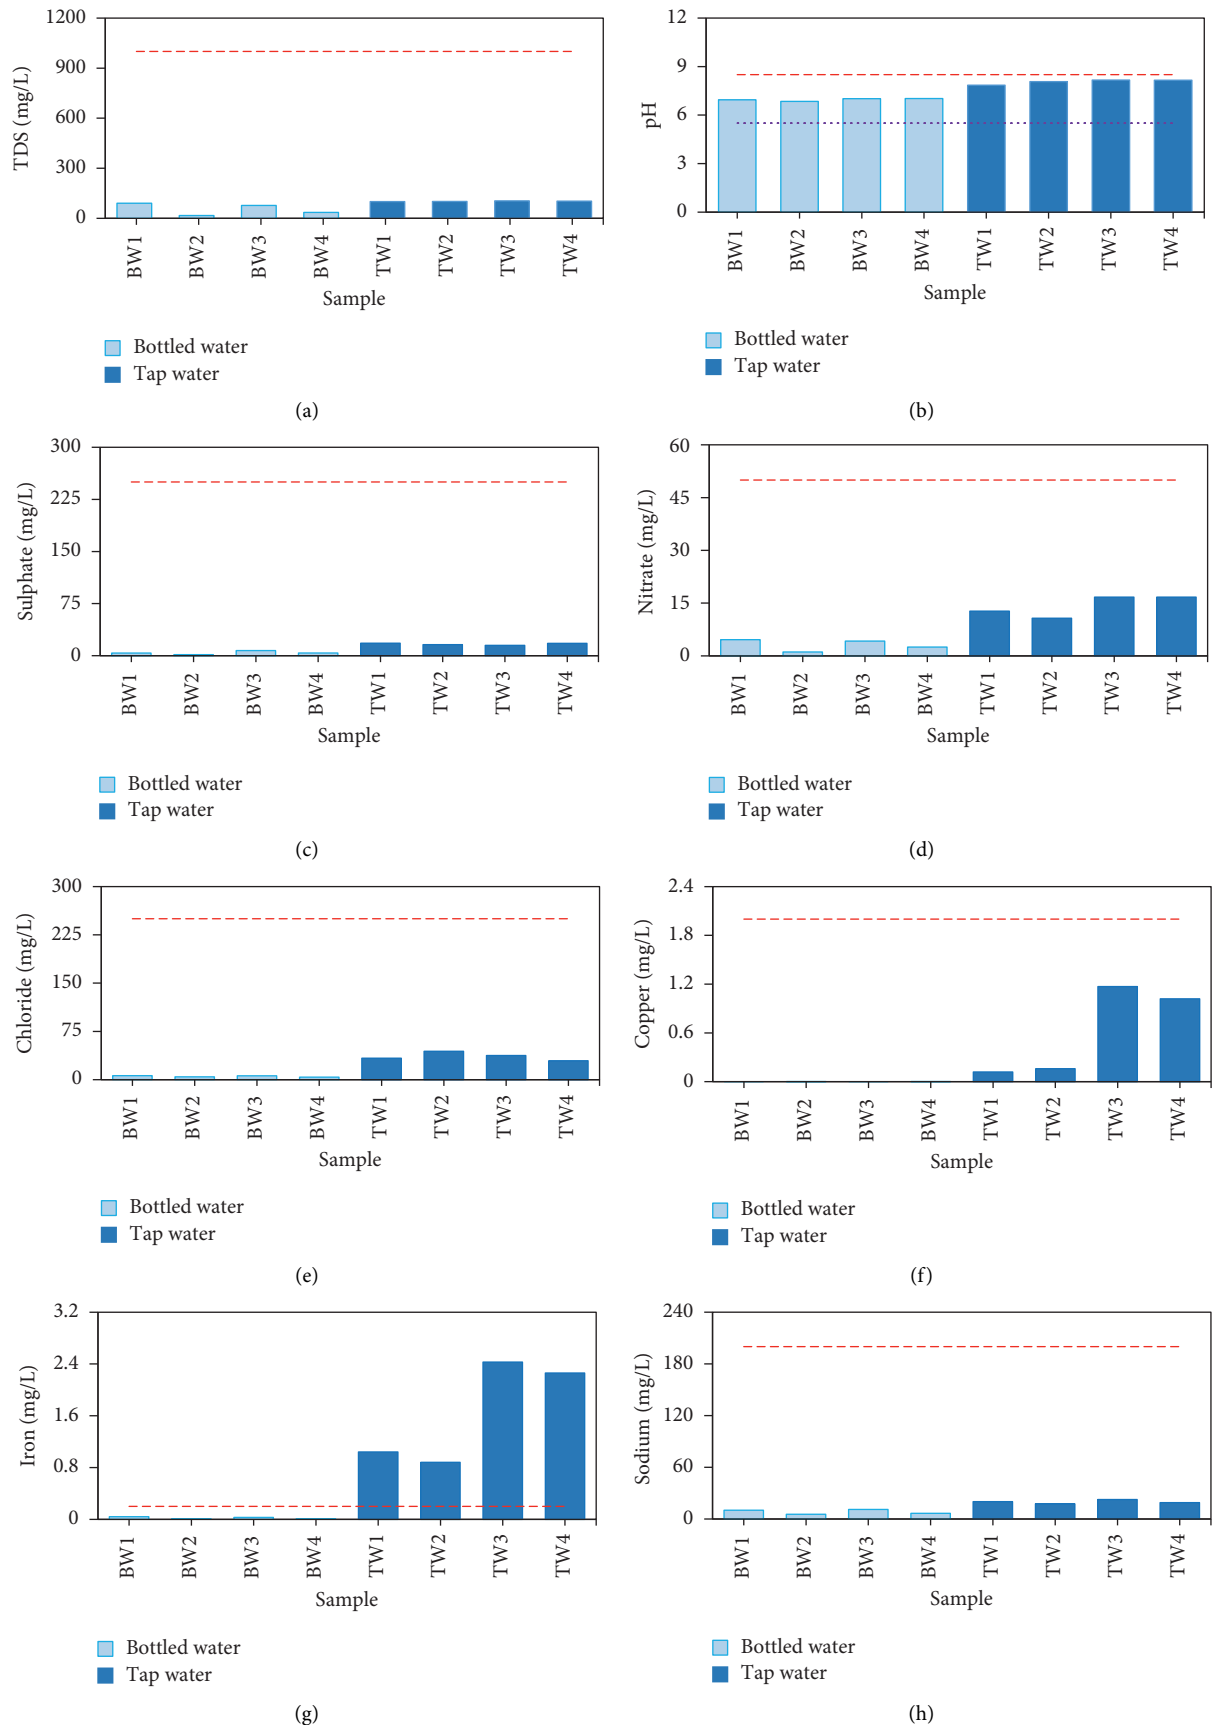 1200
900
600
300
0
TDS (mg/L)
BW1
BW2
BW3
BW4
TW1
TW2
TW3
TW4
Sample
Bottled water
Tap water
(a)
12
9
6
3
0
pH
BW1
BW2
BW3
BW4
TW1
TW2
TW3
TW4
Sample
Bottled water
Tap water
(b)
300
225
150
75
0
Sulphate (mg/L)
BW1
BW2
BW3
BW4
TW1
TW2
TW3
TW4
Sample
Bottled water
Tap water
(c)
60
45
30
15
0
Nitrate (mg/L)
BW1
BW2
BW3
BW4
TW1
TW2
TW3
TW4
Sample
Bottled water
Tap water
(d)
300
225
150
75
0
Chloride (mg/L)
BW1
BW2
BW3
BW4
TW1
TW2
TW3
TW4
Sample
Bottled water
Tap water
(e)
2.4
1.8
1.2
0.6
0
Copper (mg/L)
BW1
BW2
BW3
BW4
TW1
TW2
TW3
TW4
Sample
Bottled water
Tap water
(f)
3.2
2.4
1.6
0.8
0
Iron (mg/L)
BW1
BW2
BW3
BW4
TW1
TW2
TW3
TW4
Sample
Bottled water
Tap water
(g)
240
180
120
60
0
Sodium (mg/L)
BW1
BW2
BW3
BW4
TW1
TW2
TW3
TW4
Sample
Bottled water
Tap water
(h)